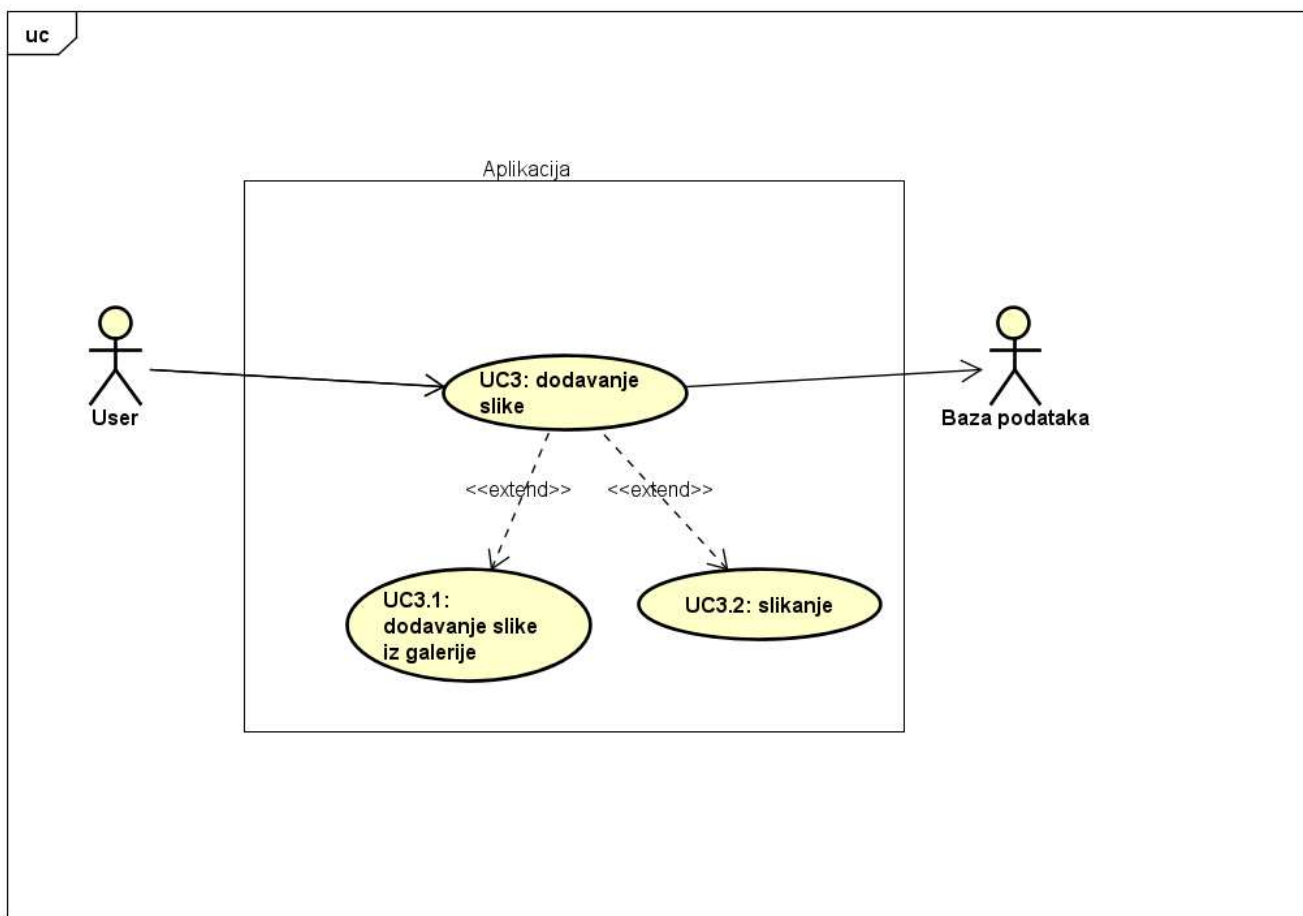 uc
Aplikacija
User
UC3: dodavanje
slike
Baza podataka
<<extend>>
<<extend>>
UC3.1:
dodavanje slike
iz galerije
UC3.2: slikanje